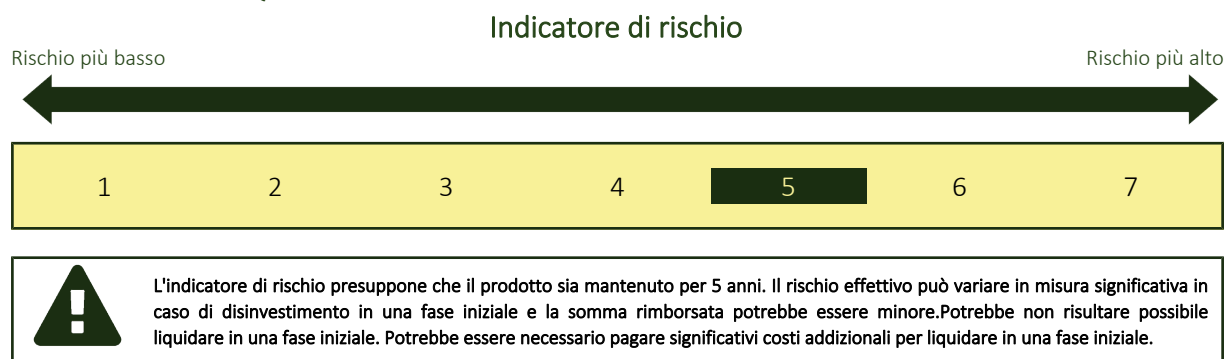 Indicatore di rischio
Rischio più basso
Rischio più alto
1 2 3 4 5 6 7
L'indicatore di rischio presuppone che il prodotto sia mantenuto per 5 anni. Il rischio effettivo può variare in misura significativa in
caso di disinvestimento in una fase iniziale e la somma rimborsata potrebbe essere minore.Potrebbe non risultare possibile
liquidare in una fase iniziale. Potrebbe essere necessario pagare significativi costi addizionali per liquidare in una fase iniziale.